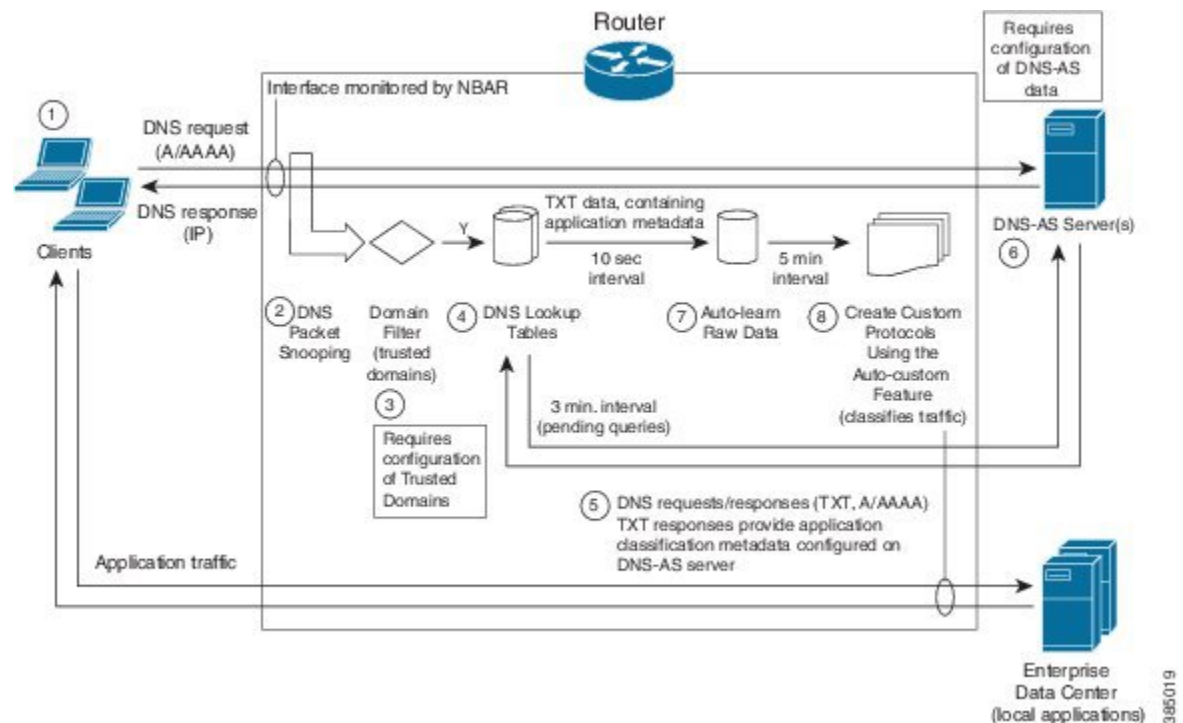 Router
Requires
configuration
of DNS-AS
data
Interface monitored by NBAR
1
DNS request
(A/AAAA)
DNS response
(IP)
Clients
Y
TXT data, containing
application metadata
10 sec
interval
5 min
interval
DNS-AS Server(s)
6
2 DNS
Packet
Snooping
Domain
Filter
(trusted
domains)
3
Requires
configuration
of Trusted
Domains
4 DNS Lookup
Tables
7 Auto-learn
Raw Data
8 Create Custom
Protocols
Using the
Auto-custom
Feature
(classifies traffic)
3 min. interval
(pending queries)
5 DNS requests/responses (TXT, A/AAAA)
TXT responses provide application
classification metadata configured on
DNS-AS server
Application traffic
Enterprise
Data Center
(local applications)
385019